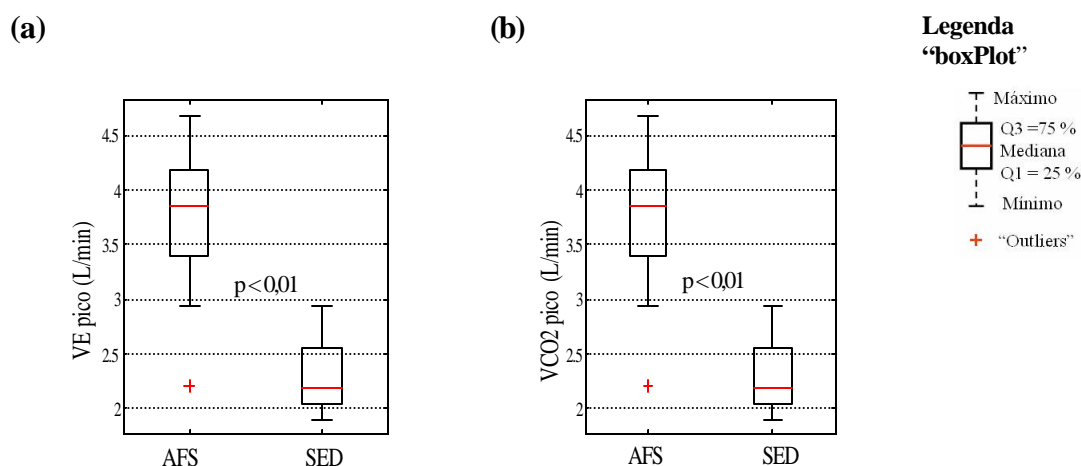 (a)
VE pico (L/min)
4.5
4
3.5
3
2.5
2
p<0,01
AFS SED
(b)
VCO2 pico (L/min)
4.5
4
3.5
3
2.5
2
p<0,01
AFS SED
Legenda
“boxPlot”
Máximo
Q3 =75 %
Mediana
Q1 = 25 %
Mínimo
“Outliers”